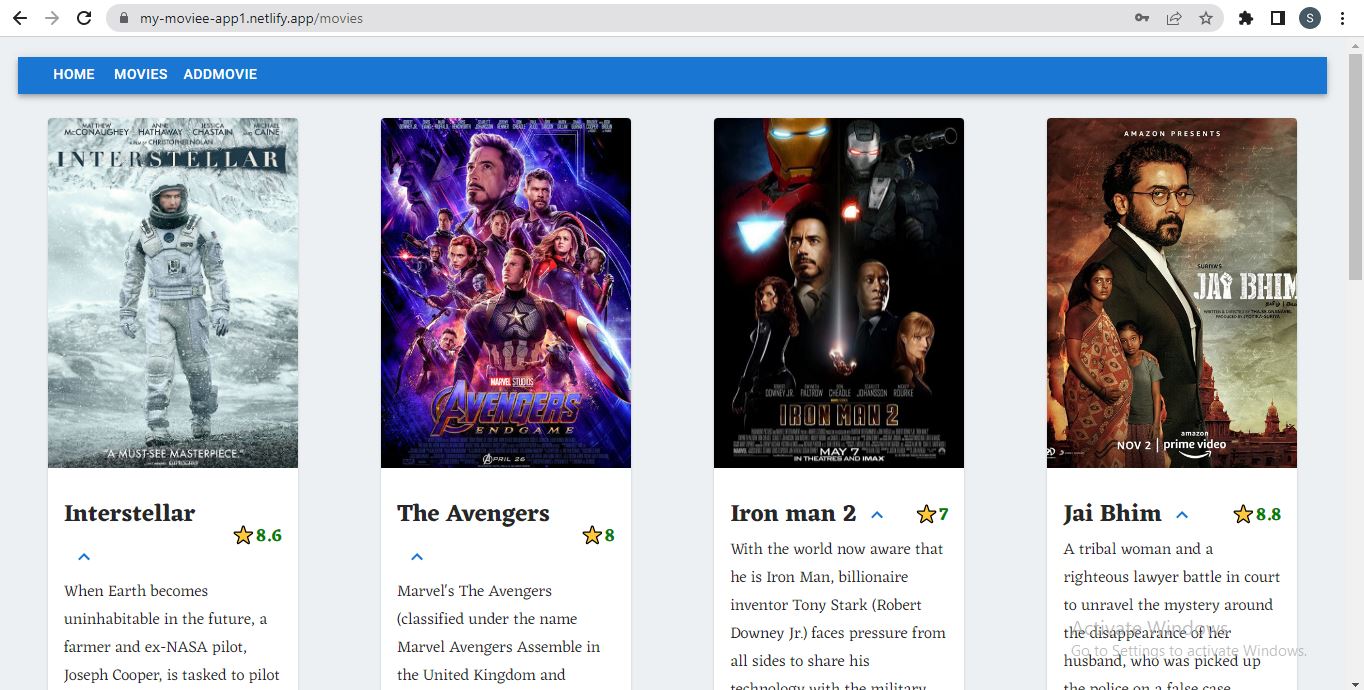 my-moviee-app1.netlify.app/movies
S
HOME MOVIES ADDMOVIE
MATTHEW McCONAUGHEY ANNE HATHAWAY JESSICA CHASTAIN MICHAEL CAINE
A FILM BY CHRISTOPHER NOLAN
INTERSTELLAR
"A MUST-SEE MASTERPIECE."
MARVEL STUDIOS
AVENGERS
ENDGAME
APRIL 26
ROBERT DOWNEY JR. GWYNETH PALTROW DON CHEADLE SCARLETT JOHANSSON MICKEY ROURKE
IRON MAN 2
MAY 7
IN THEATRES AND IMAX
AMAZON PRESENTS
SURIYA'S
JAI BHIM
NOV 2 | amazon prime video
Interstellar
8.6
When Earth becomes
uninhabitable in the future, a
farmer and ex-NASA pilot,
Joseph Cooper, is tasked to pilot
The Avengers
8
Marvel's The Avengers
(classified under the name
Marvel Avengers Assemble in
the United Kingdom and
Iron man 2
7
With the world now aware that
he is Iron Man, billionaire
inventor Tony Stark (Robert
Downey Jr.) faces pressure from
all sides to share his
technology with the military
Jai Bhim
8.8
A tribal woman and a
righteous lawyer battle in court
to unravel the mystery around
the disappearance of her
husband, who was picked up
the police on a false case
Activate Windows
Go to Settings to activate Windows.